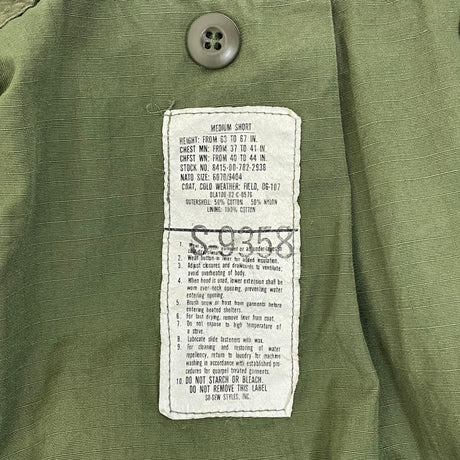 MEDIUM SHORT
HEIGHT: FROM 63 TO 67 IN.
CHEST MN: FROM 37 TO 41 IN.
CHEST WN: FROM 40 TO 44 IN.
STOCK NO. 8415-00-782-2936
NATO SIZE: 6070/9404
COAT, COLD WEATHER; FIELD, OG-107
DLA100-82-C-0576
OUTERSHELL: 50% COTTON 50% NYLON
LINING: 100% COTTON
S-9358
1.
2. Wear button-in liner for added insulation.
3. Adjust closures and drawcords to ventilate;
avoid overheating of body.
4. When hood is used, lower extension shall be
worn over neck opening, preventing water
entering opening.
5. Brush snow or frost from garments before
entering heated shelters.
6. For fast drying, remove liner from coat.
7. Do not expose to high temperature of
a stove.
8. Lubricate slide fasteners with wax.
9. For cleaning and restoring of water
repellency, return to laundry for machine
washing in accordance with established pro-
cedures for quarpel treated garments.
10. DO NOT STARCH OR BLEACH.
DO NOT REMOVE THIS LABEL
SO-SEW STYLES, INC.